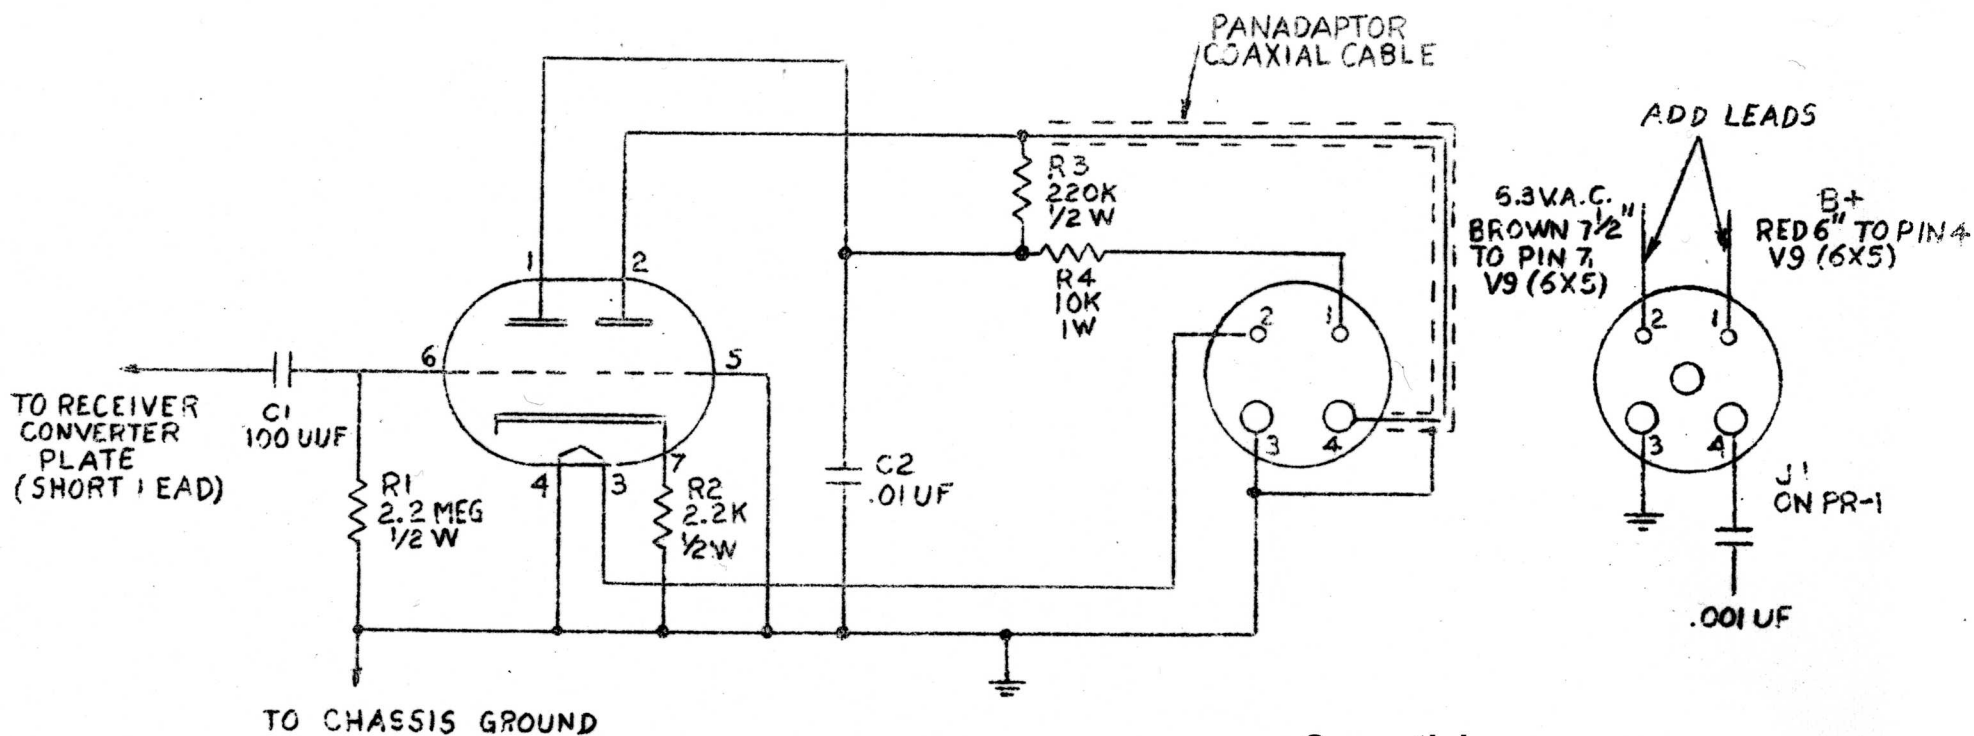 PANADAPTOR
COAXIAL CABLE
ADD LEADS
1
2
R3
220K
1/2 W
R4
10K
1W
6.3V.A.C.
BROWN 7 1/2"
TO PIN 7,
V9 (6X5)
B+
RED 6" TO PIN 4
V9 (6X5)
6
5
2
1
2
1
TO RECEIVER
CONVERTER
PLATE
(SHORT LEAD)
C1
100 UUF
R1
2.2 MEG
1/2 W
4
3
7
R2
2.2K
1/2 W
C2
.01UF
3
4
3
4
J1
ON PR-1
.001 UF
TO CHASSIS GROUND